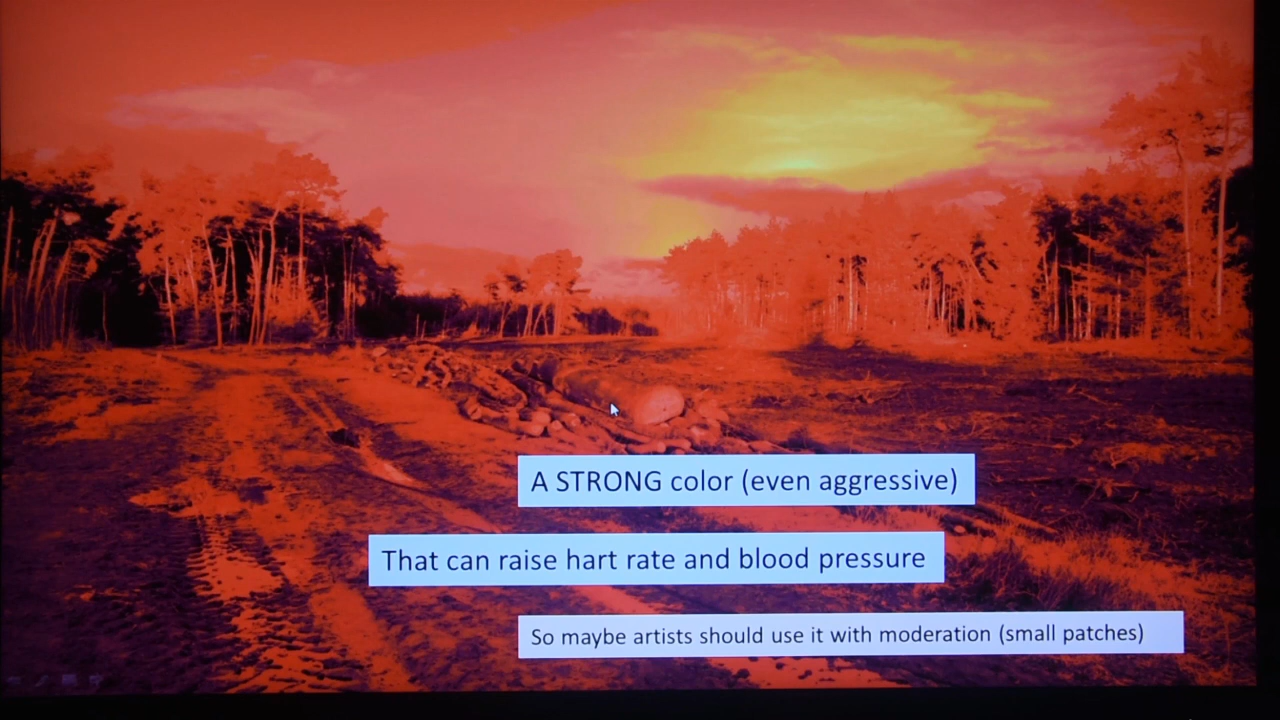 A STRONG color (even aggressive)
That can raise hart rate and blood pressure
So maybe artists should use it with moderation (small patches)